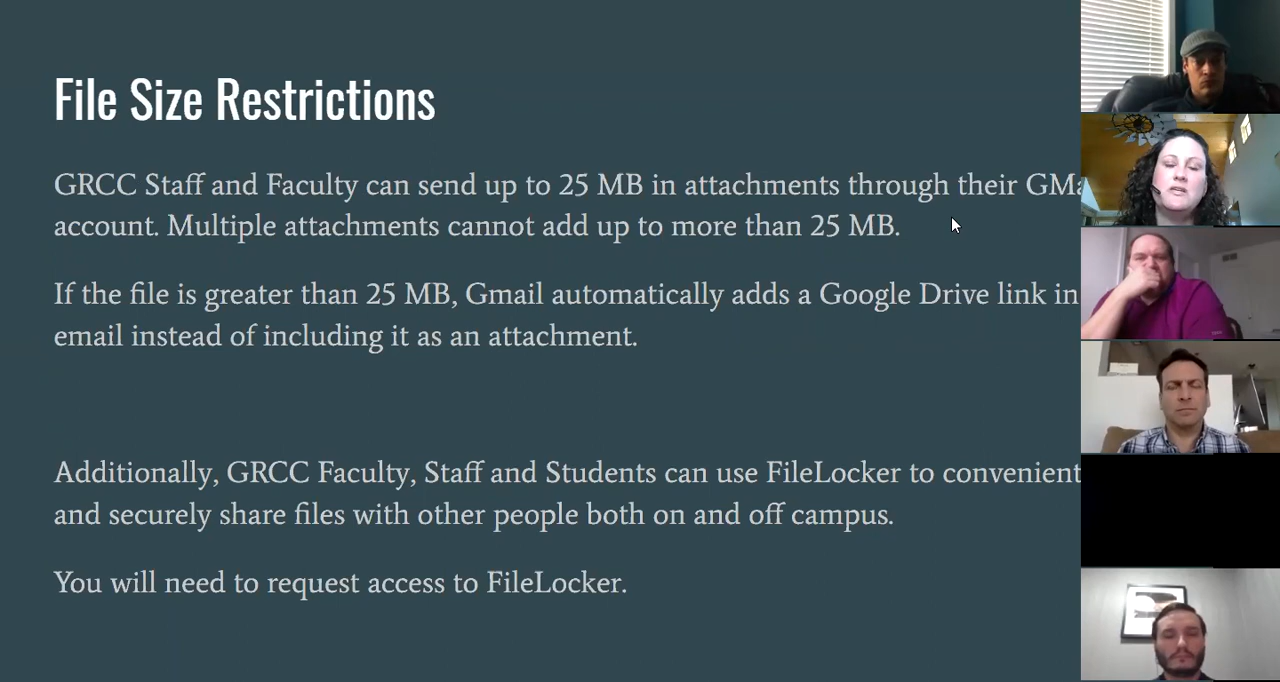 File Size Restrictions
GRCC Staff and Faculty can send up to 25 MB in attachments through their
account. Multiple attachments cannot add up to more than 25 MB.
If the file is greater than 25 MB, Gmail automatically adds a Google Drive link in
email instead of including it as an attachment.
Additionally, GRCC Faculty, Staff and Students can use FileLocker to
and securely share files with other people both on and off campus.
You will need to request access to FileLocker.